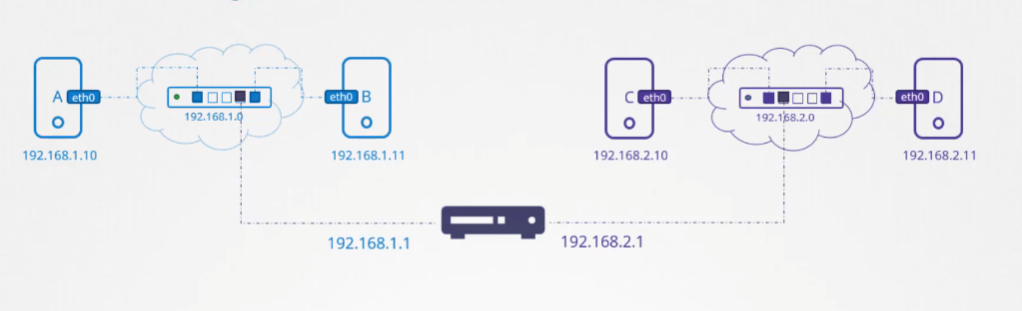 A eth0
192.168.1.0
eth0 B
192.168.1.10
192.168.1.11
C eth0
192.168.2.0
eth0 D
192.168.2.10
192.168.2.11
192.168.1.1
192.168.2.1